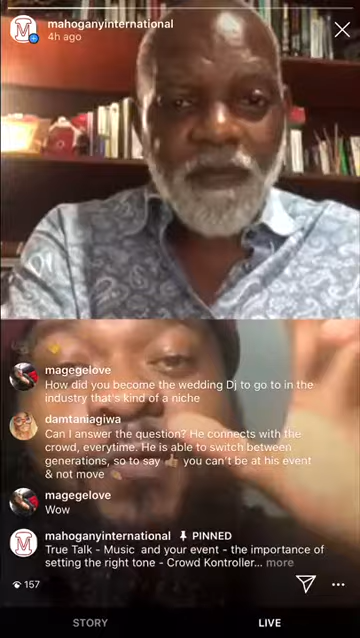 mahoganyinternational
4h ago
magegelove
How did you become the wedding Dj to go to in the
industry that's kind of a niche
damtaniagiwa
Can I answer the question? He connects with the
crowd, everytime. He is able to switch between
generations, so to say 👍🏾 you can't be at his event
& not move
magegelove
Wow
mahoganyinternational PINNED
True Talk - Music and your event - the importance of
setting the right tone - Crowd Kontroller... more
157
STORY
LIVE